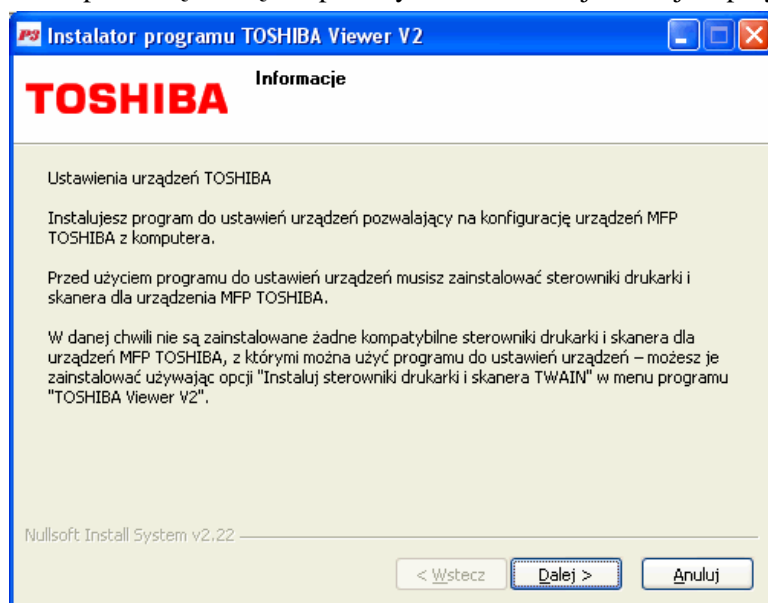 Instalator programu TOSHIBA Viewer V2
TOSHIBA
Informacje
Ustawienia urządzeń TOSHIBA
Instalujesz program do ustawień urządzeń pozwalający na konfigurację urządzeń MFP
TOSHIBA z komputera.
Przed użyciem programu do ustawień urządzeń musisz zainstalować sterowniki drukarki i
skanera dla urządzenia MFP TOSHIBA.
W danej chwili nie są zainstalowane żadne kompatybilne sterowniki drukarki i skanera dla
urządzeń MFP TOSHIBA, z którymi można użyć programu do ustawień urządzeń – możesz je
zainstalować używając opcji "Instaluj sterowniki drukarki i skanera TWAIN" w menu programu
"TOSHIBA Viewer V2".
Nullsoft Install System v2.22
< Wstecz Dalej > Anuluj